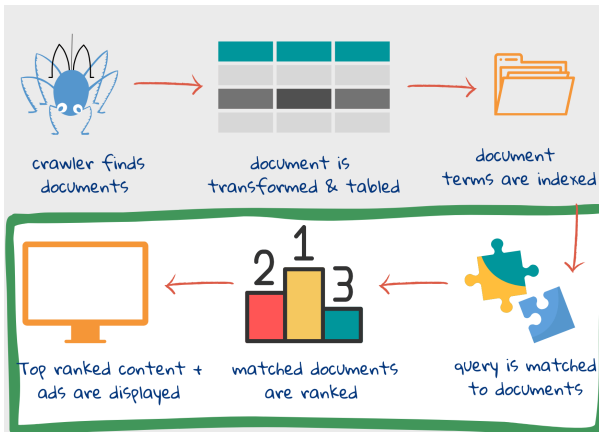 crawler finds
documents
document is
transformed & tabled
document
terms are indexed
2 1 3
Top ranked content +
ads are displayed
matched documents
are ranked
query is matched
to documents